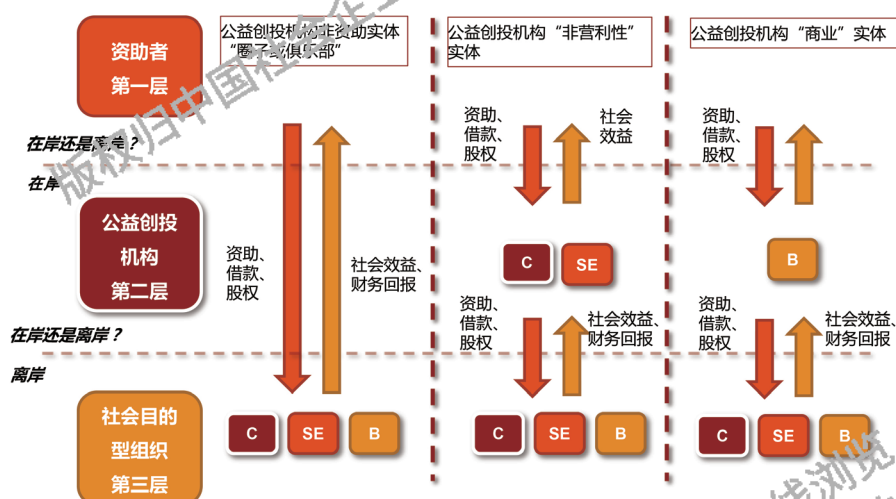 资助者
第一层
公益创投机构非资助实体
“圈子或俱乐部”
公益创投机构“非营利性”
实体
公益创投机构“商业”实体
资助、
借款、
股权
社会
效益
资助、
借款、
股权
在岸还是离岸？
在岸
公益创投
机构
第二层
资助、
借款、
股权
社会效益、
财务回报
C
SE
B
资助、
借款、
股权
社会效益、
财务回报
资助、
借款、
股权
社会效益、
财务回报
在岸还是离岸？
离岸
社会目的
型组织
第三层
C
SE
B
C
SE
B
C
SE
B
版权归中国社会企业
线浏览